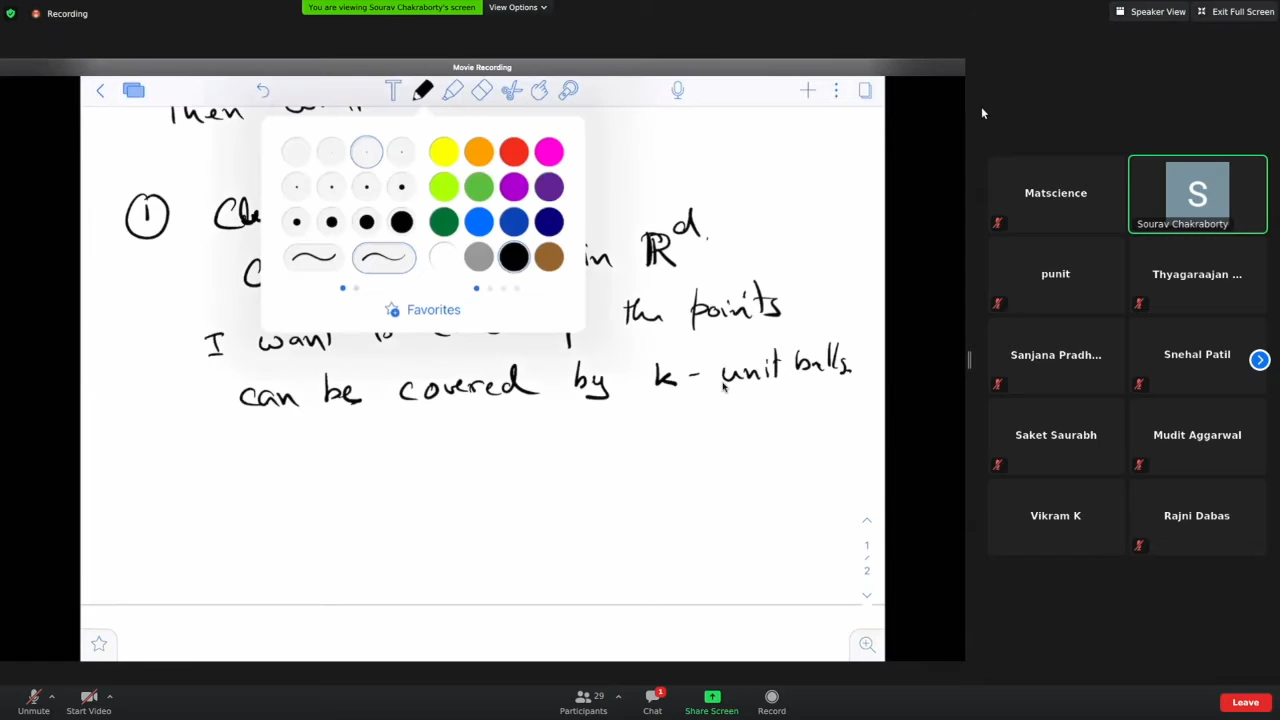 Recording
You are viewing Sourav Chakraborty's screen
View Options
Speaker View
Exit Full Screen
Movie Recording
T
Then
①
in ℝᵈ.
Favorites
the points
I want to
can be covered by k - unit balls
1
/
2
Matscience
S
Sourav Chakraborty
punit
Thyagaraajan ...
Sanjana Pradh...
Snehal Patil
Saket Saurabh
Mudit Aggarwal
Vikram K
Rajni Dabas
Unmute
Start Video
29
Participants
1
Chat
Share Screen
Record
Leave